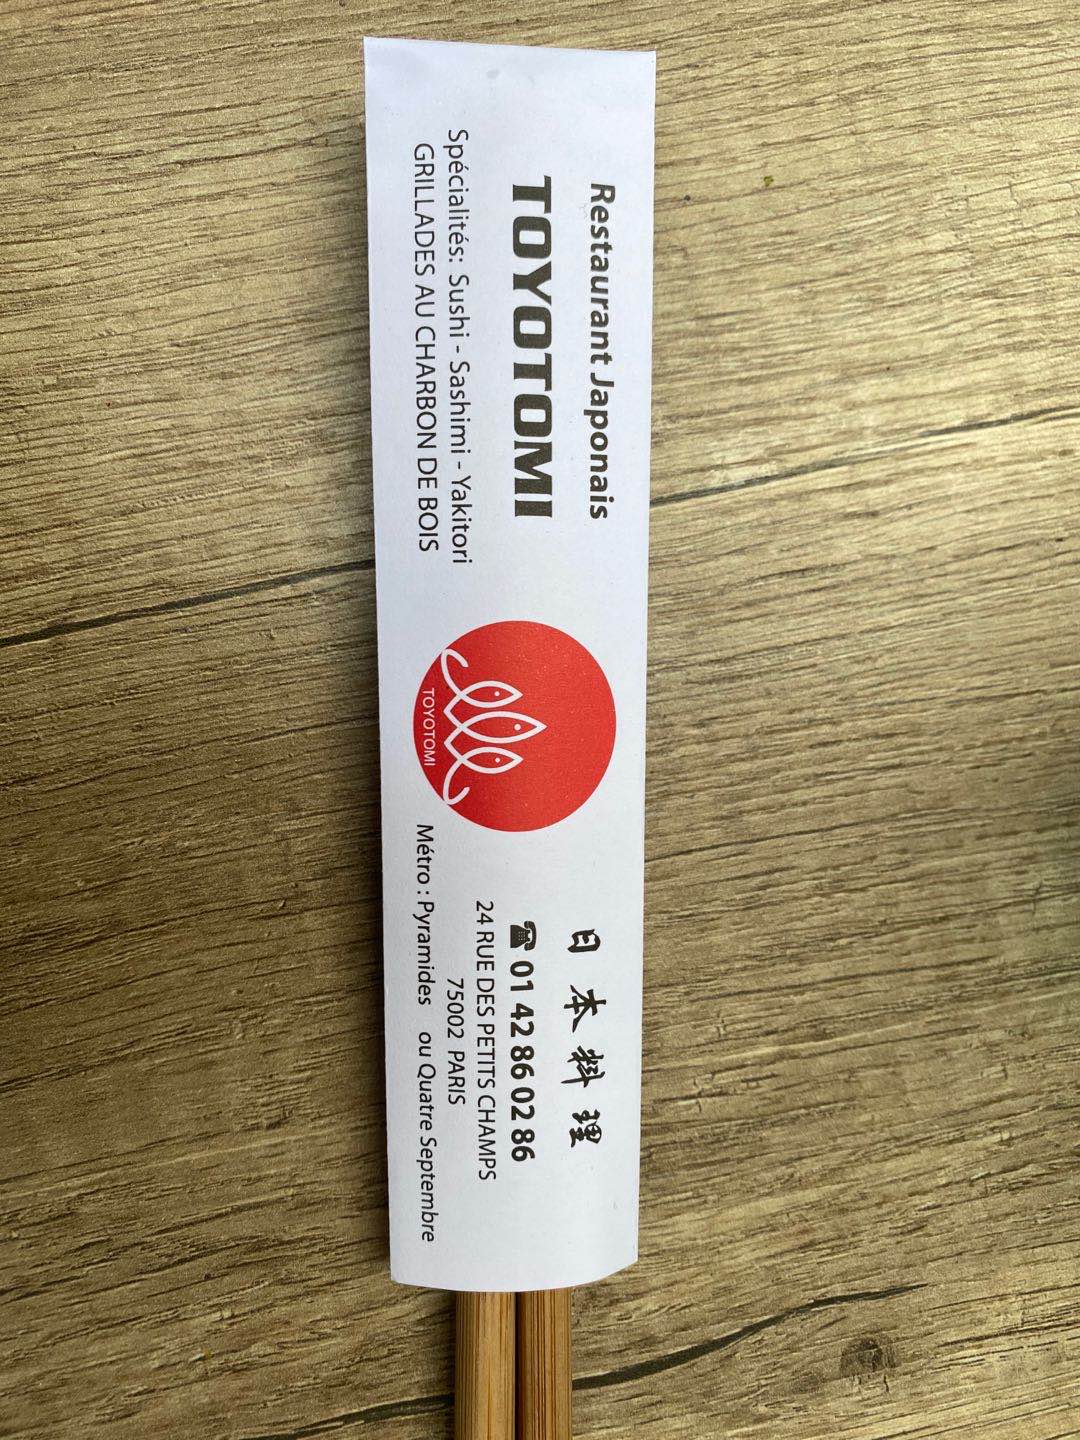 Restaurant Japonais
TOYOTOMI
Spécialités: Sushi - Sashimi - Yakitori
GRILLADES AU CHARBON DE BOIS
TOYOTOMI
日本料理
☎ 01 42 86 02 86
24 RUE DES PETITS CHAMPS
75002 PARIS
Métro : Pyramides ou Quatre Septembre